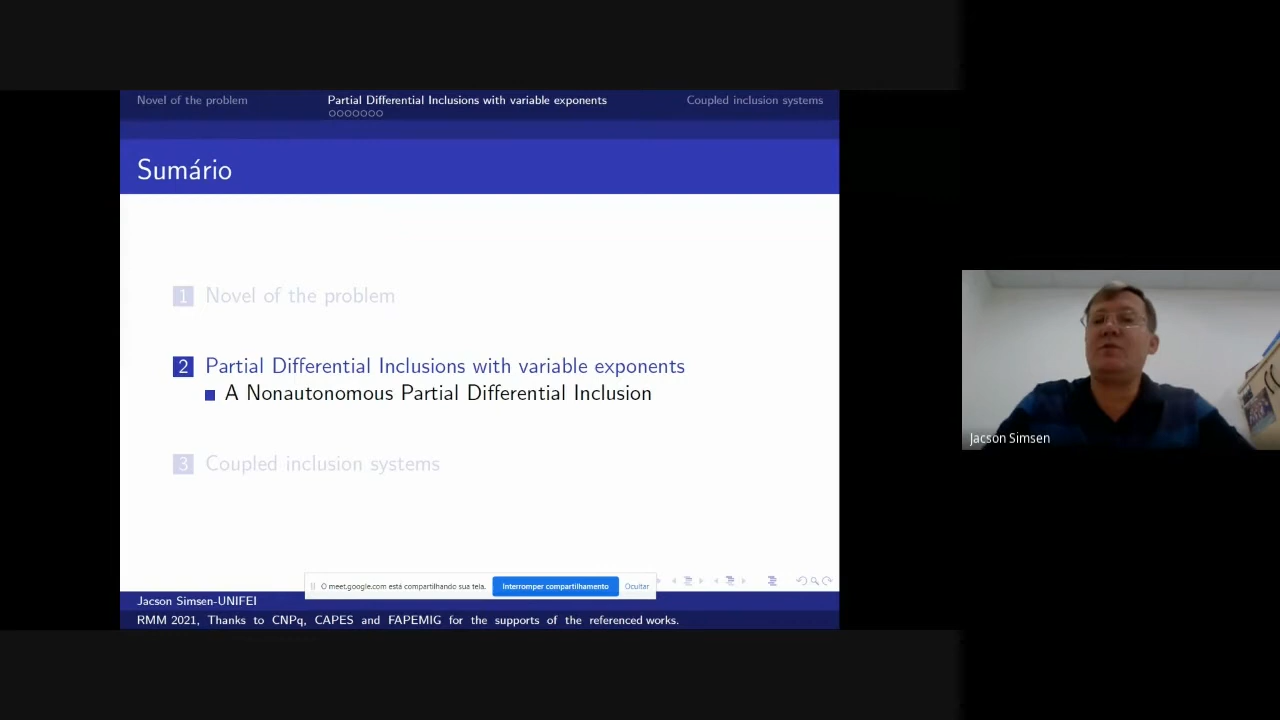 Novel of the problem
Partial Differential Inclusions with variable exponents
Coupled inclusion systems
Sumário
1 Novel of the problem
2 Partial Differential Inclusions with variable exponents
A Nonautonomous Partial Differential Inclusion
3 Coupled inclusion systems
O meet.google.com está compartilhando sua tela. Interromper compartilhamento Ocultar
Jacson Simsen-UNIFEI
RMM 2021, Thanks to CNPq, CAPES and FAPEMIG for the supports of the referenced works.
Jacson Simsen